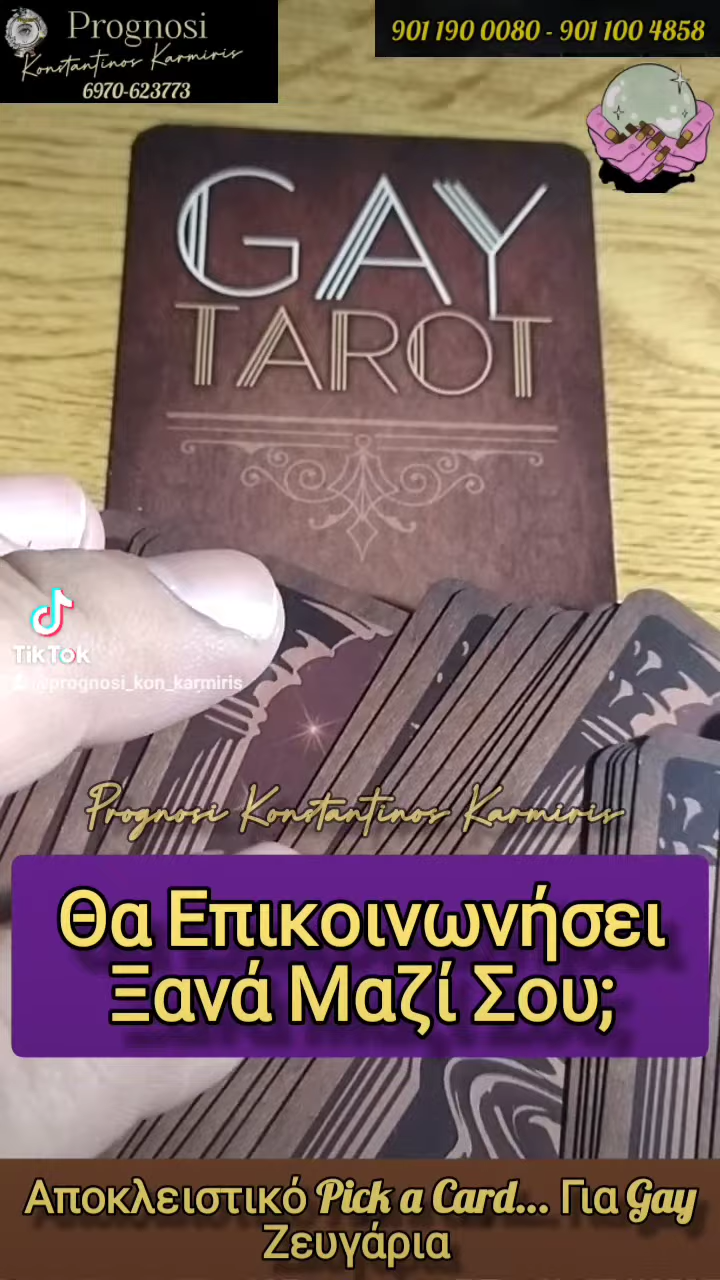 Prognosi
Konstantinos Karmiris
6970-623773
901 190 0080 - 901 100 4858
GAY
TAROT
TikTok
prognosi_kon_karmiris
Prognosi Konstantinos Karmiris
Θα Επικοινωνήσει
Ξανά Μαζί Σου;
Αποκλειστικό Pick a Card... Για Gay
Ζευγάρια